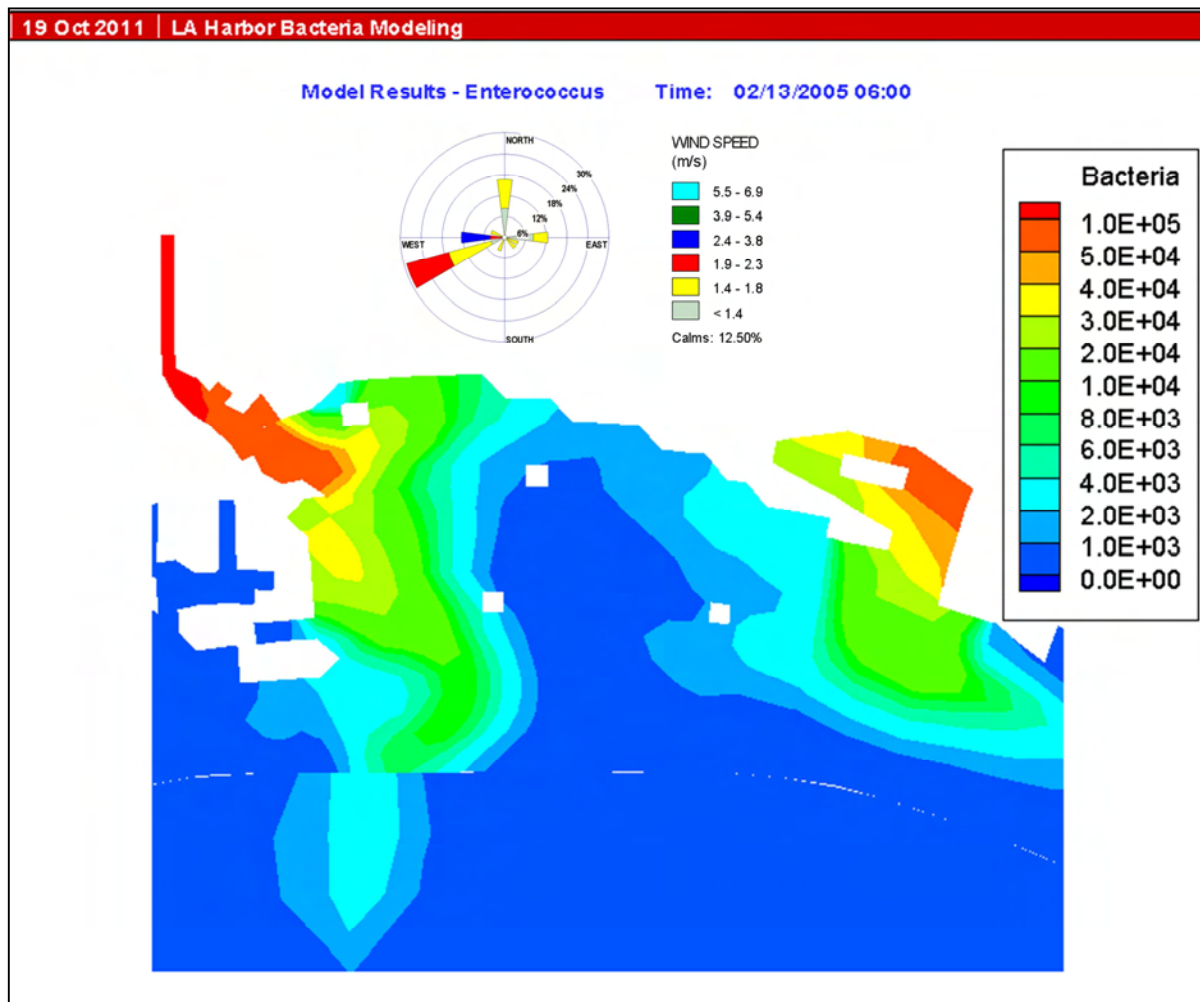 19 Oct 2011 | LA Harbor Bacteria Modeling
Model Results - Enterococcus Time: 02/13/2005 06:00
NORTH
30%
24%
18%
12%
6%
WEST
EAST
SOUTH
WIND SPEED
(m/s)
5.5 - 6.9
3.9 - 5.4
2.4 - 3.8
1.9 - 2.3
1.4 - 1.8
< 1.4
Calms: 12.50%
Bacteria
1.0E+05
5.0E+04
4.0E+04
3.0E+04
2.0E+04
1.0E+04
8.0E+03
6.0E+03
4.0E+03
2.0E+03
1.0E+03
0.0E+00